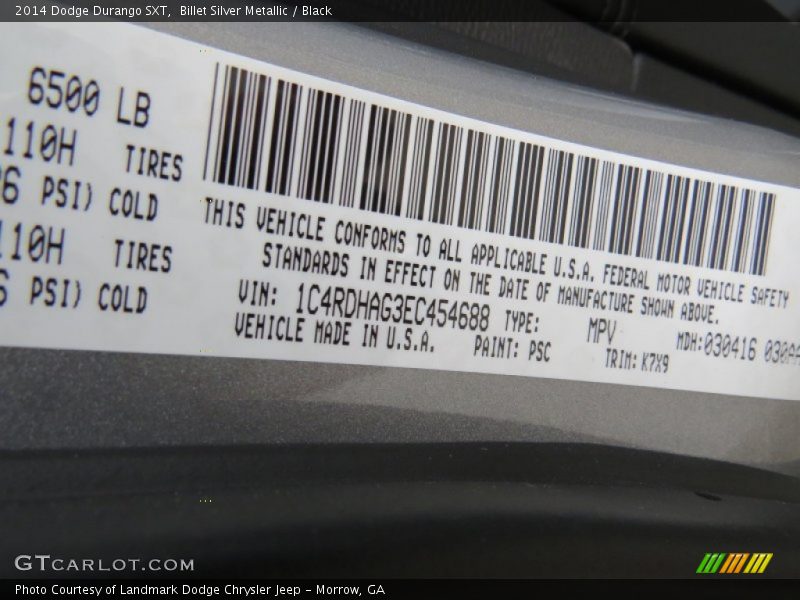 2014 Dodge Durango SXT,  Billet Silver Metallic / Black
6500 LB
110H TIRES
PSI) COLD
110H TIRES
PSI) COLD
THIS VEHICLE CONFORMS TO ALL APPLICABLE U.S.A. FEDERAL MOTOR VEHICLE SAFETY
STANDARDS IN EFFECT ON THE DATE OF MANUFACTURE SHOWN ABOVE.
VIN: 1C4RDHAG3EC454688 TYPE: MPV MDH:030416
VEHICLE MADE IN U.S.A. PAINT: PSC TRIM: K7X9
GTCARLOT.COM
Photo Courtesy of Landmark Dodge Chrysler Jeep - Morrow, GA